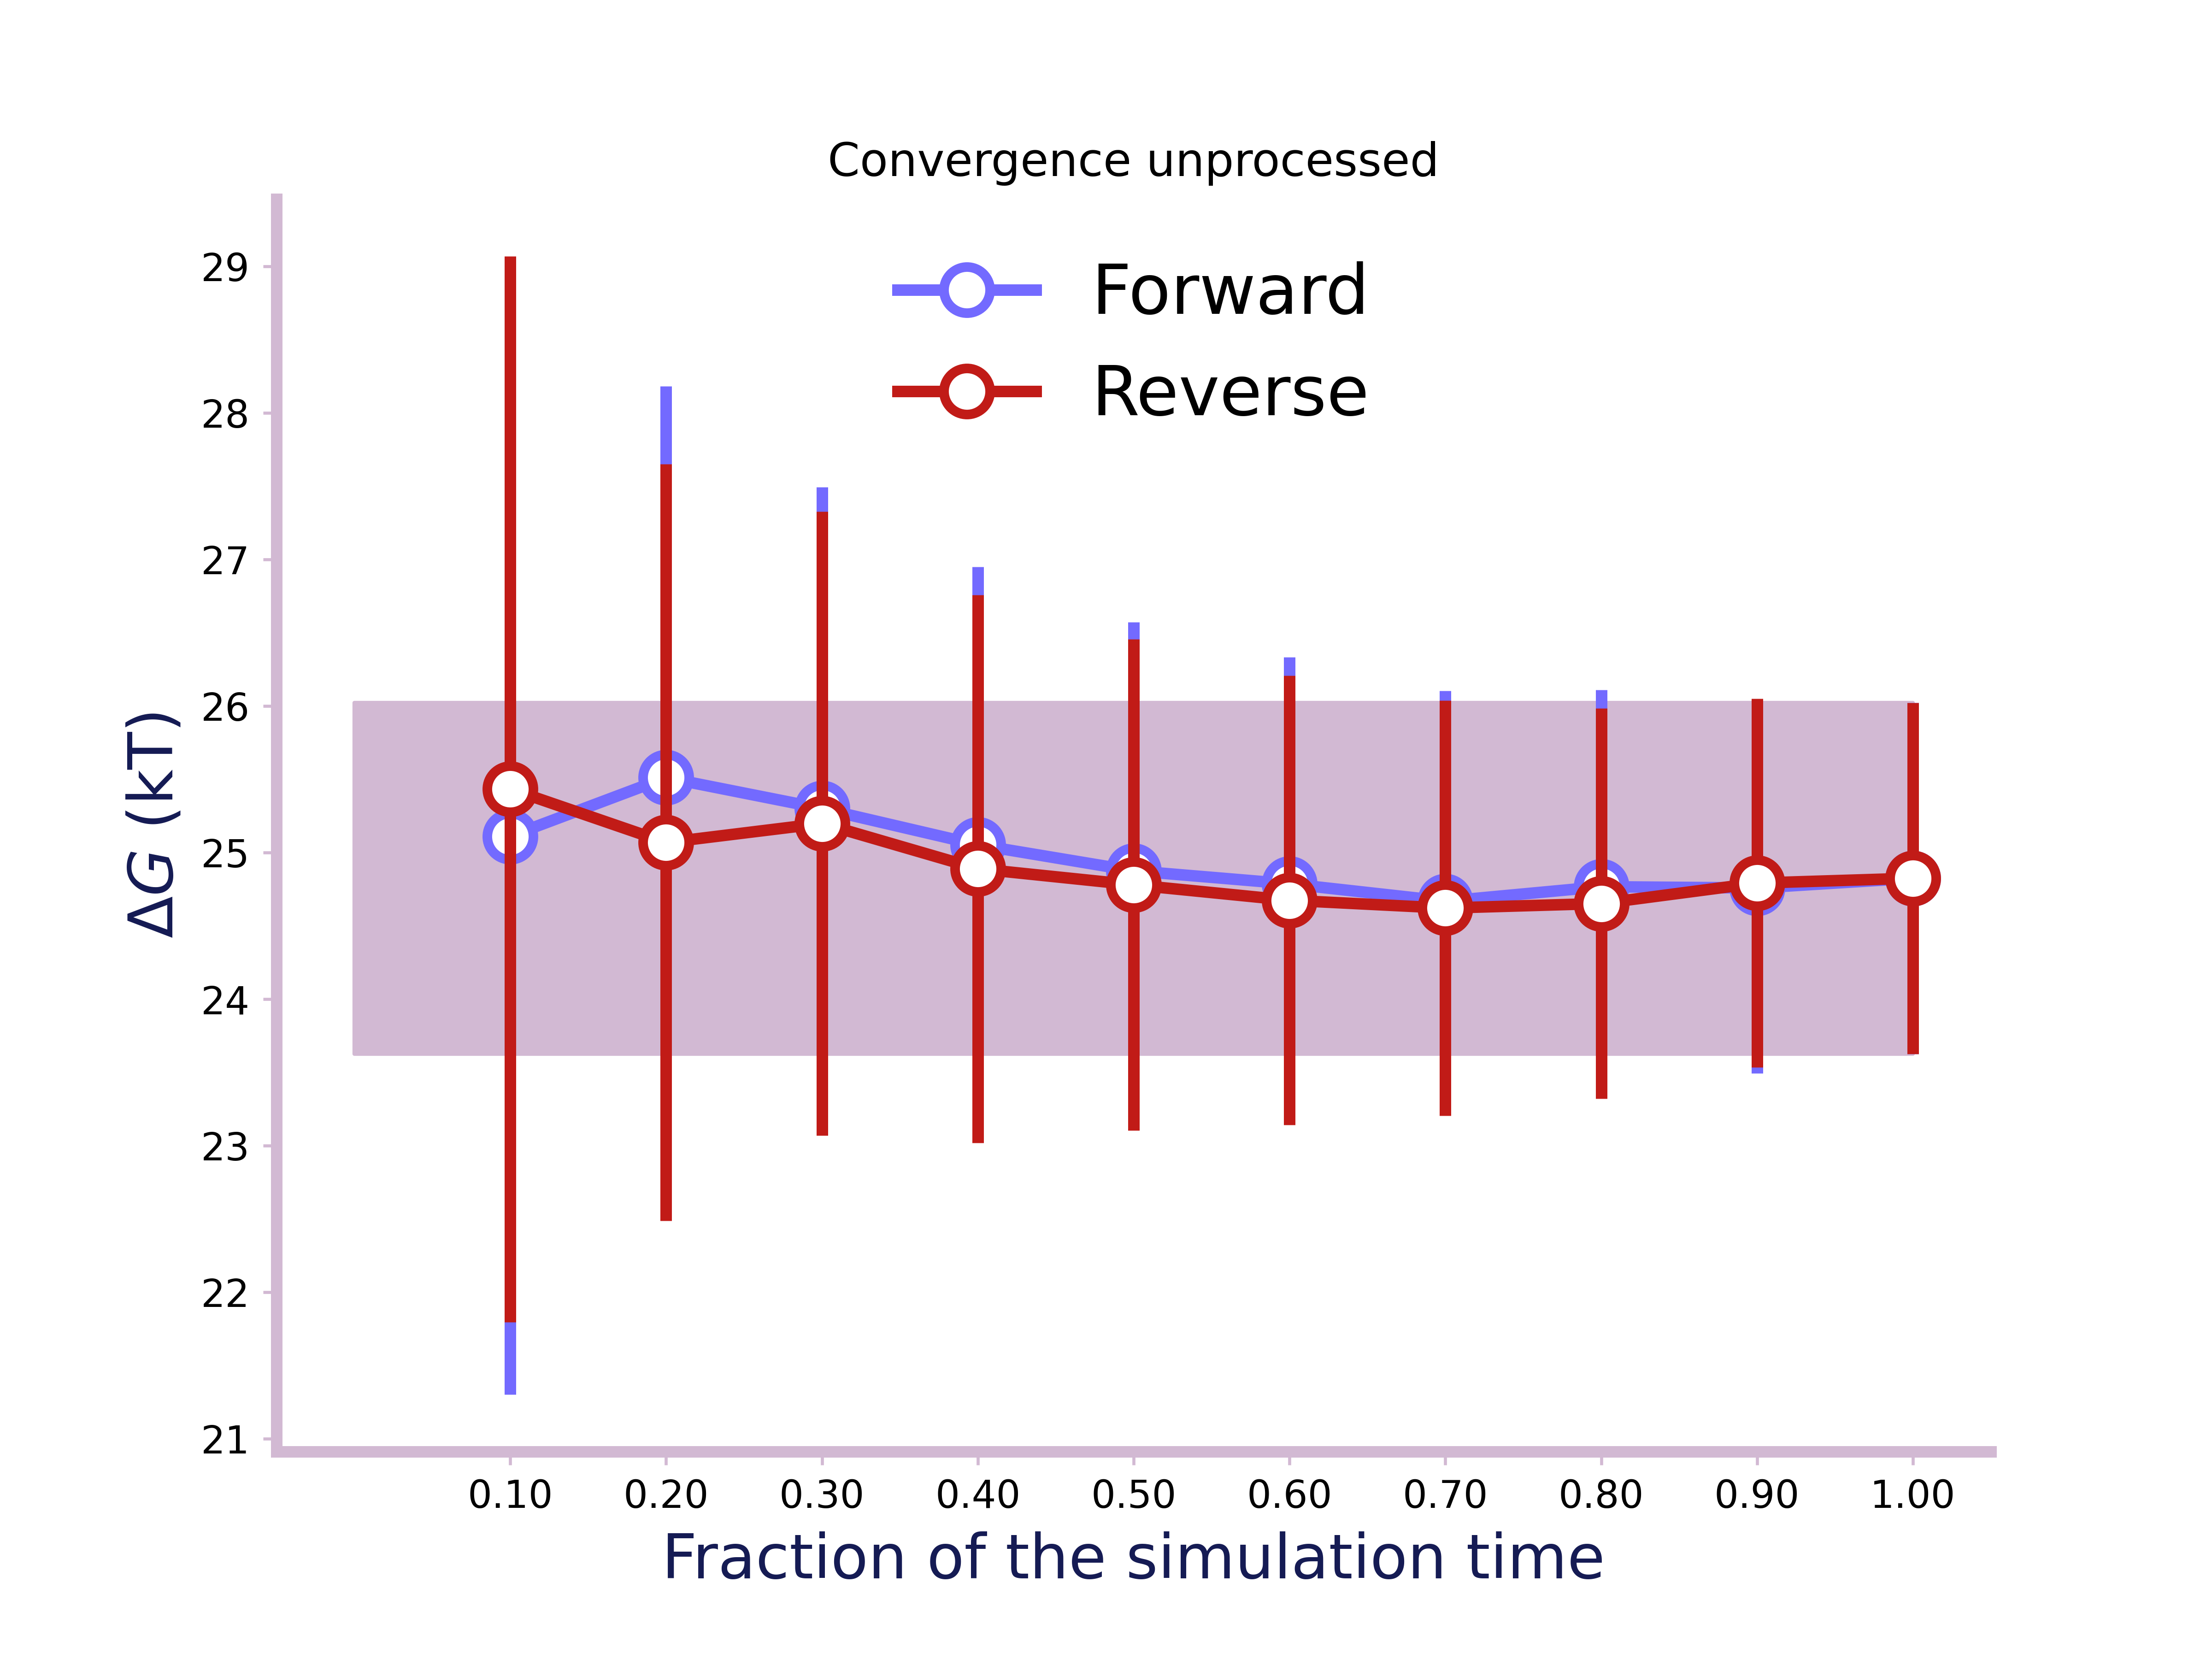 Convergence unprocessed
Forward
Reverse
29
28
27
26
25
24
23
22
21
ΔG (kT)
0.10 0.20 0.30 0.40 0.50 0.60 0.70 0.80 0.90 1.00
Fraction of the simulation time